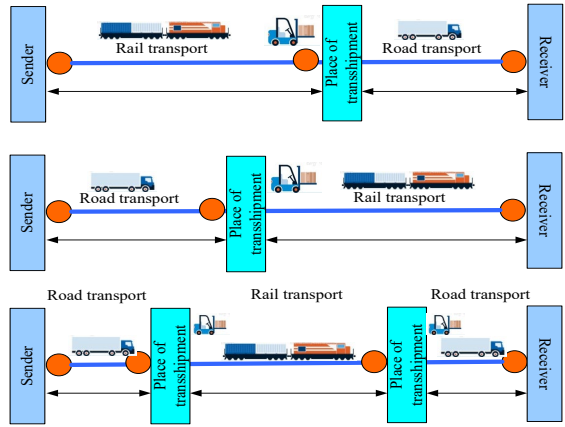 Sender
Rail transport
Place of
transshipment
Road transport
Receiver
Sender
Road transport
Place of
transshipment
Rail transport
Receiver
Road transport
Rail transport
Road transport
Sender
Place of
transshipment
Place of
transshipment
Receiver